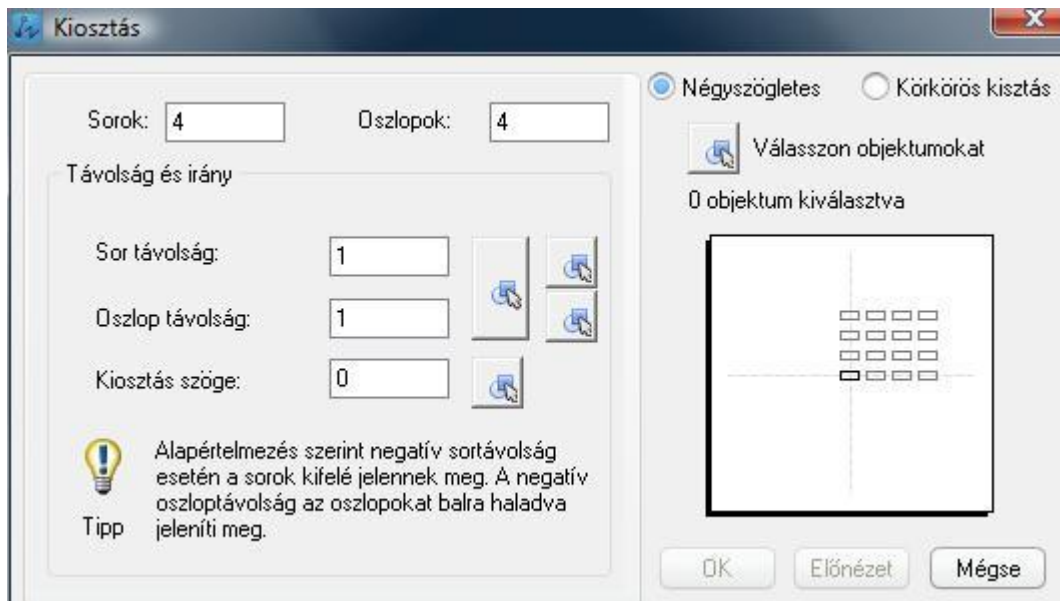 Kiosztás
Sorok: 4 Oszlopok: 4
Távolság és irány
Sor távolság: 1
Oszlop távolság: 1
Kiosztás szöge: 0
Alapértelmezés szerint negatív sortávolság
esetén a sorok kifelé jelennek meg. A negatív
oszloptávolság az oszlopokat balra haladva
jeleníti meg.
Tipp
Négyszögletes Körkörös kisztás
Válasszon objektumokat
0 objektum kiválasztva
OK Előnézet Mégse